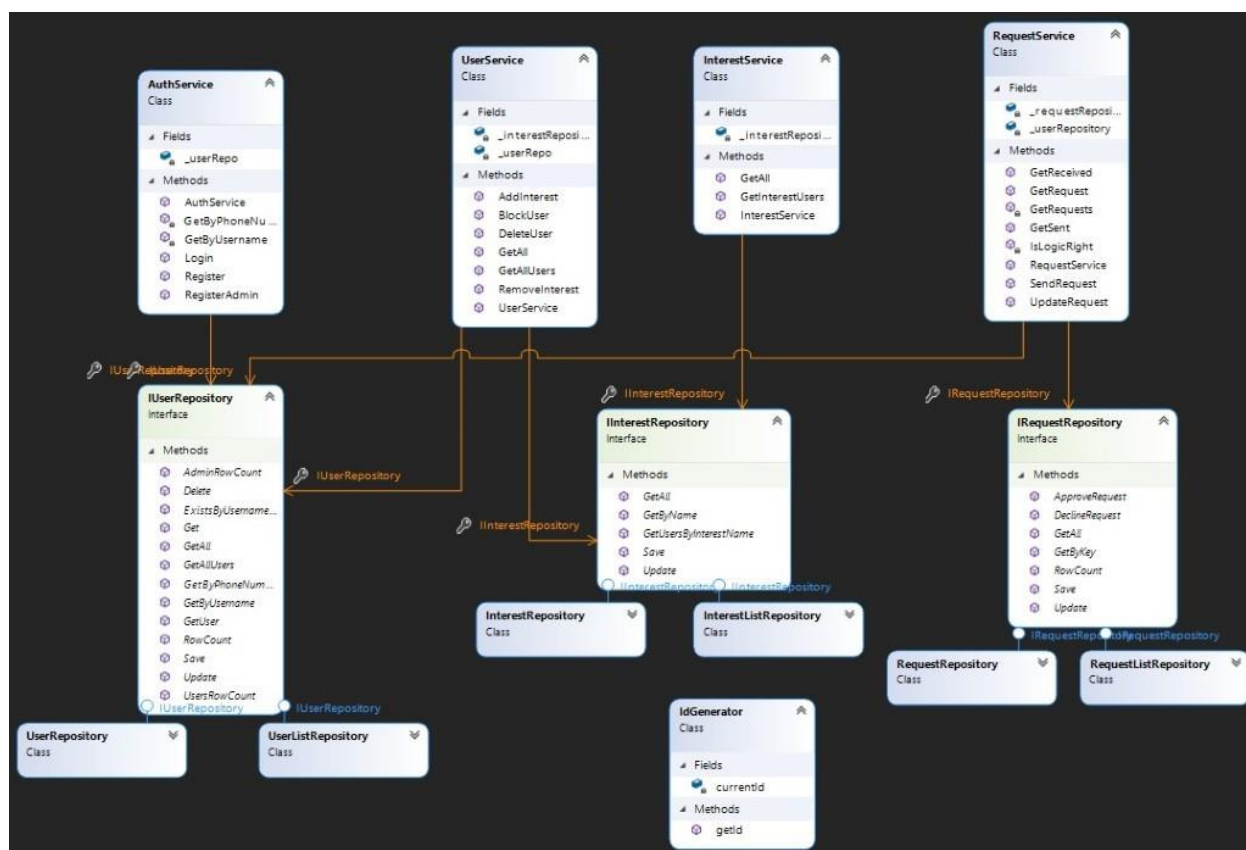 AuthService
Class
Fields
_userRepo
Methods
AuthService
GetByPhoneNu...
GetByUsername
Login
Register
RegisterAdmin
UserService
Class
Fields
_interestReposi...
_userRepo
Methods
AddInterest
BlockUser
DeleteUser
GetAll
GetAllUsers
RemoveInterest
UserService
InterestService
Class
Fields
_interestReposi...
Methods
GetAll
GetInterestUsers
InterestService
RequestService
Class
Fields
_requestReposi...
_userRepository
Methods
GetReceived
GetRequest
GetRequests
GetSent
IsLogicRight
RequestService
SendRequest
UpdateRequest
IUserRepository
IUserRepository
IUserRepository
Interface
Methods
AdminRowCount
Delete
ExistsByUsername...
Get
GetAll
GetAllUsers
GetByPhoneNum...
GetByUsername
GetUser
RowCount
Save
Update
UsersRowCount
IUserRepository
IUserRepository
IUserRepository
UserRepository
Class
UserListRepository
Class
IInterestRepository
IInterestRepository
IInterestRepository
Interface
Methods
GetAll
GetByName
GetUsersByInterestName
Save
Update
IInterestRepository
IInterestRepository
InterestRepository
Class
InterestListRepository
Class
IRequestRepository
IRequestRepository
Interface
Methods
ApproveRequest
DeclineRequest
GetAll
GetByKey
RowCount
Save
Update
IRequestRepository
IRequestRepository
RequestRepository
Class
RequestListRepository
Class
IdGenerator
Class
Fields
currentId
Methods
getId